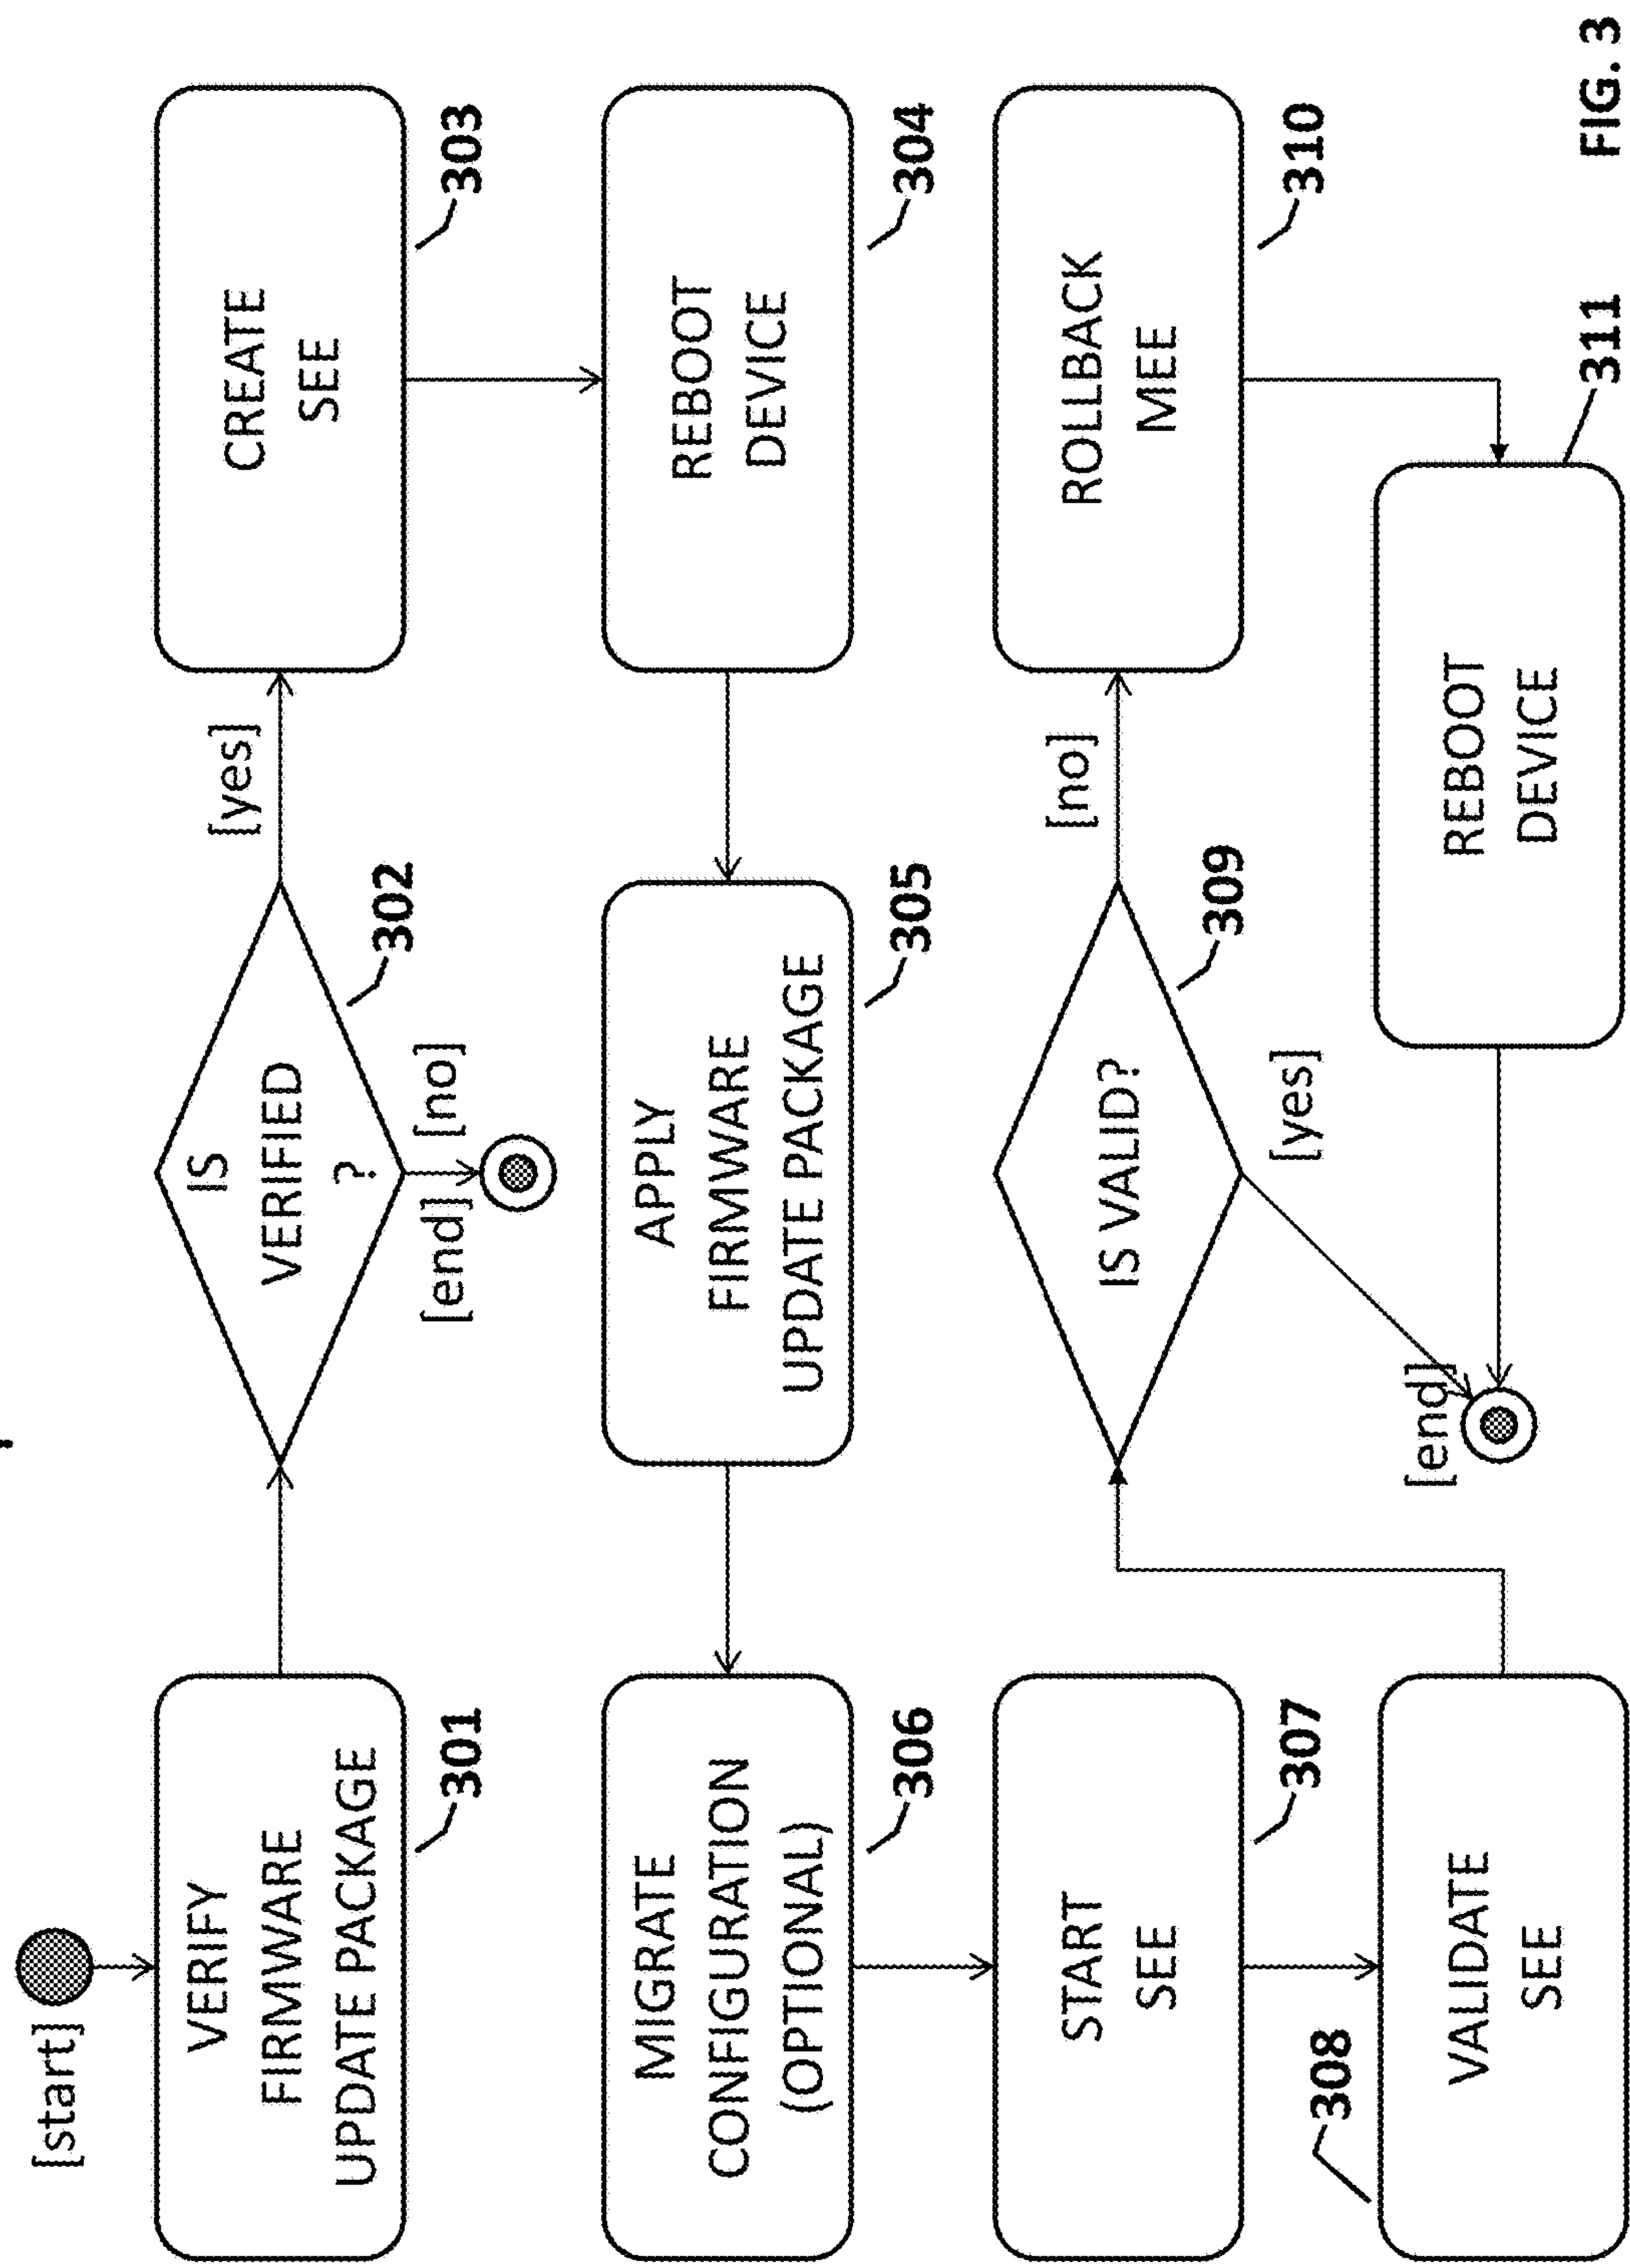 [start]
VERIFY
FIRMWARE
UPDATE PACKAGE
301
IS
VERIFIED
?
302
[yes]
[no]
[end]
CREATE
SEE
303
REBOOT
DEVICE
304
APPLY
FIRMWARE
UPDATE PACKAGE
305
MIGRATE
CONFIGURATION
(OPTIONAL)
306
START
SEE
307
VALIDATE
SEE
308
IS VALID?
309
[no]
[yes]
[end]
ROLLBACK
MEE
310
REBOOT
DEVICE
311
FIG. 3